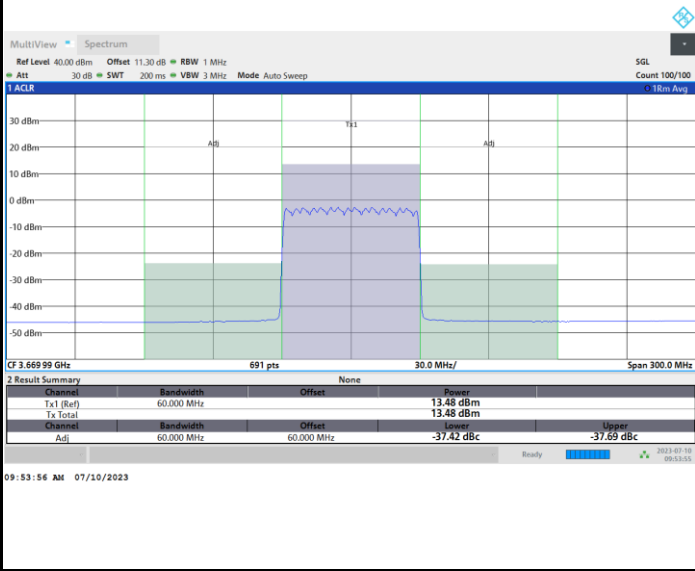 MultiView Spectrum
Ref Level 40.00 dBm Offset 11.30 dB RBW 1 MHz SGL
Att 30 dB SWT 200 ms VBW 3 MHz Mode Auto Sweep Count 100/100
1 ACLR 1Rm Avg
30 dBm
Tx1
20 dBm
Adj Adj
10 dBm
0 dBm
-10 dBm
-20 dBm
-30 dBm
-40 dBm
-50 dBm
CF 3.669 99 GHz 691 pts 30.0 MHz/ Span 300.0 MHz
2 Result Summary None
Channel Bandwidth Offset Power
Tx1 (Ref) 60.000 MHz 13.48 dBm
Tx Total 13.48 dBm
Channel Bandwidth Offset Lower Upper
Adj 60.000 MHz 60.000 MHz -37.42 dBc -37.69 dBc
Ready 2023-07-10
09:53:55
09:53:56 AM 07/10/2023